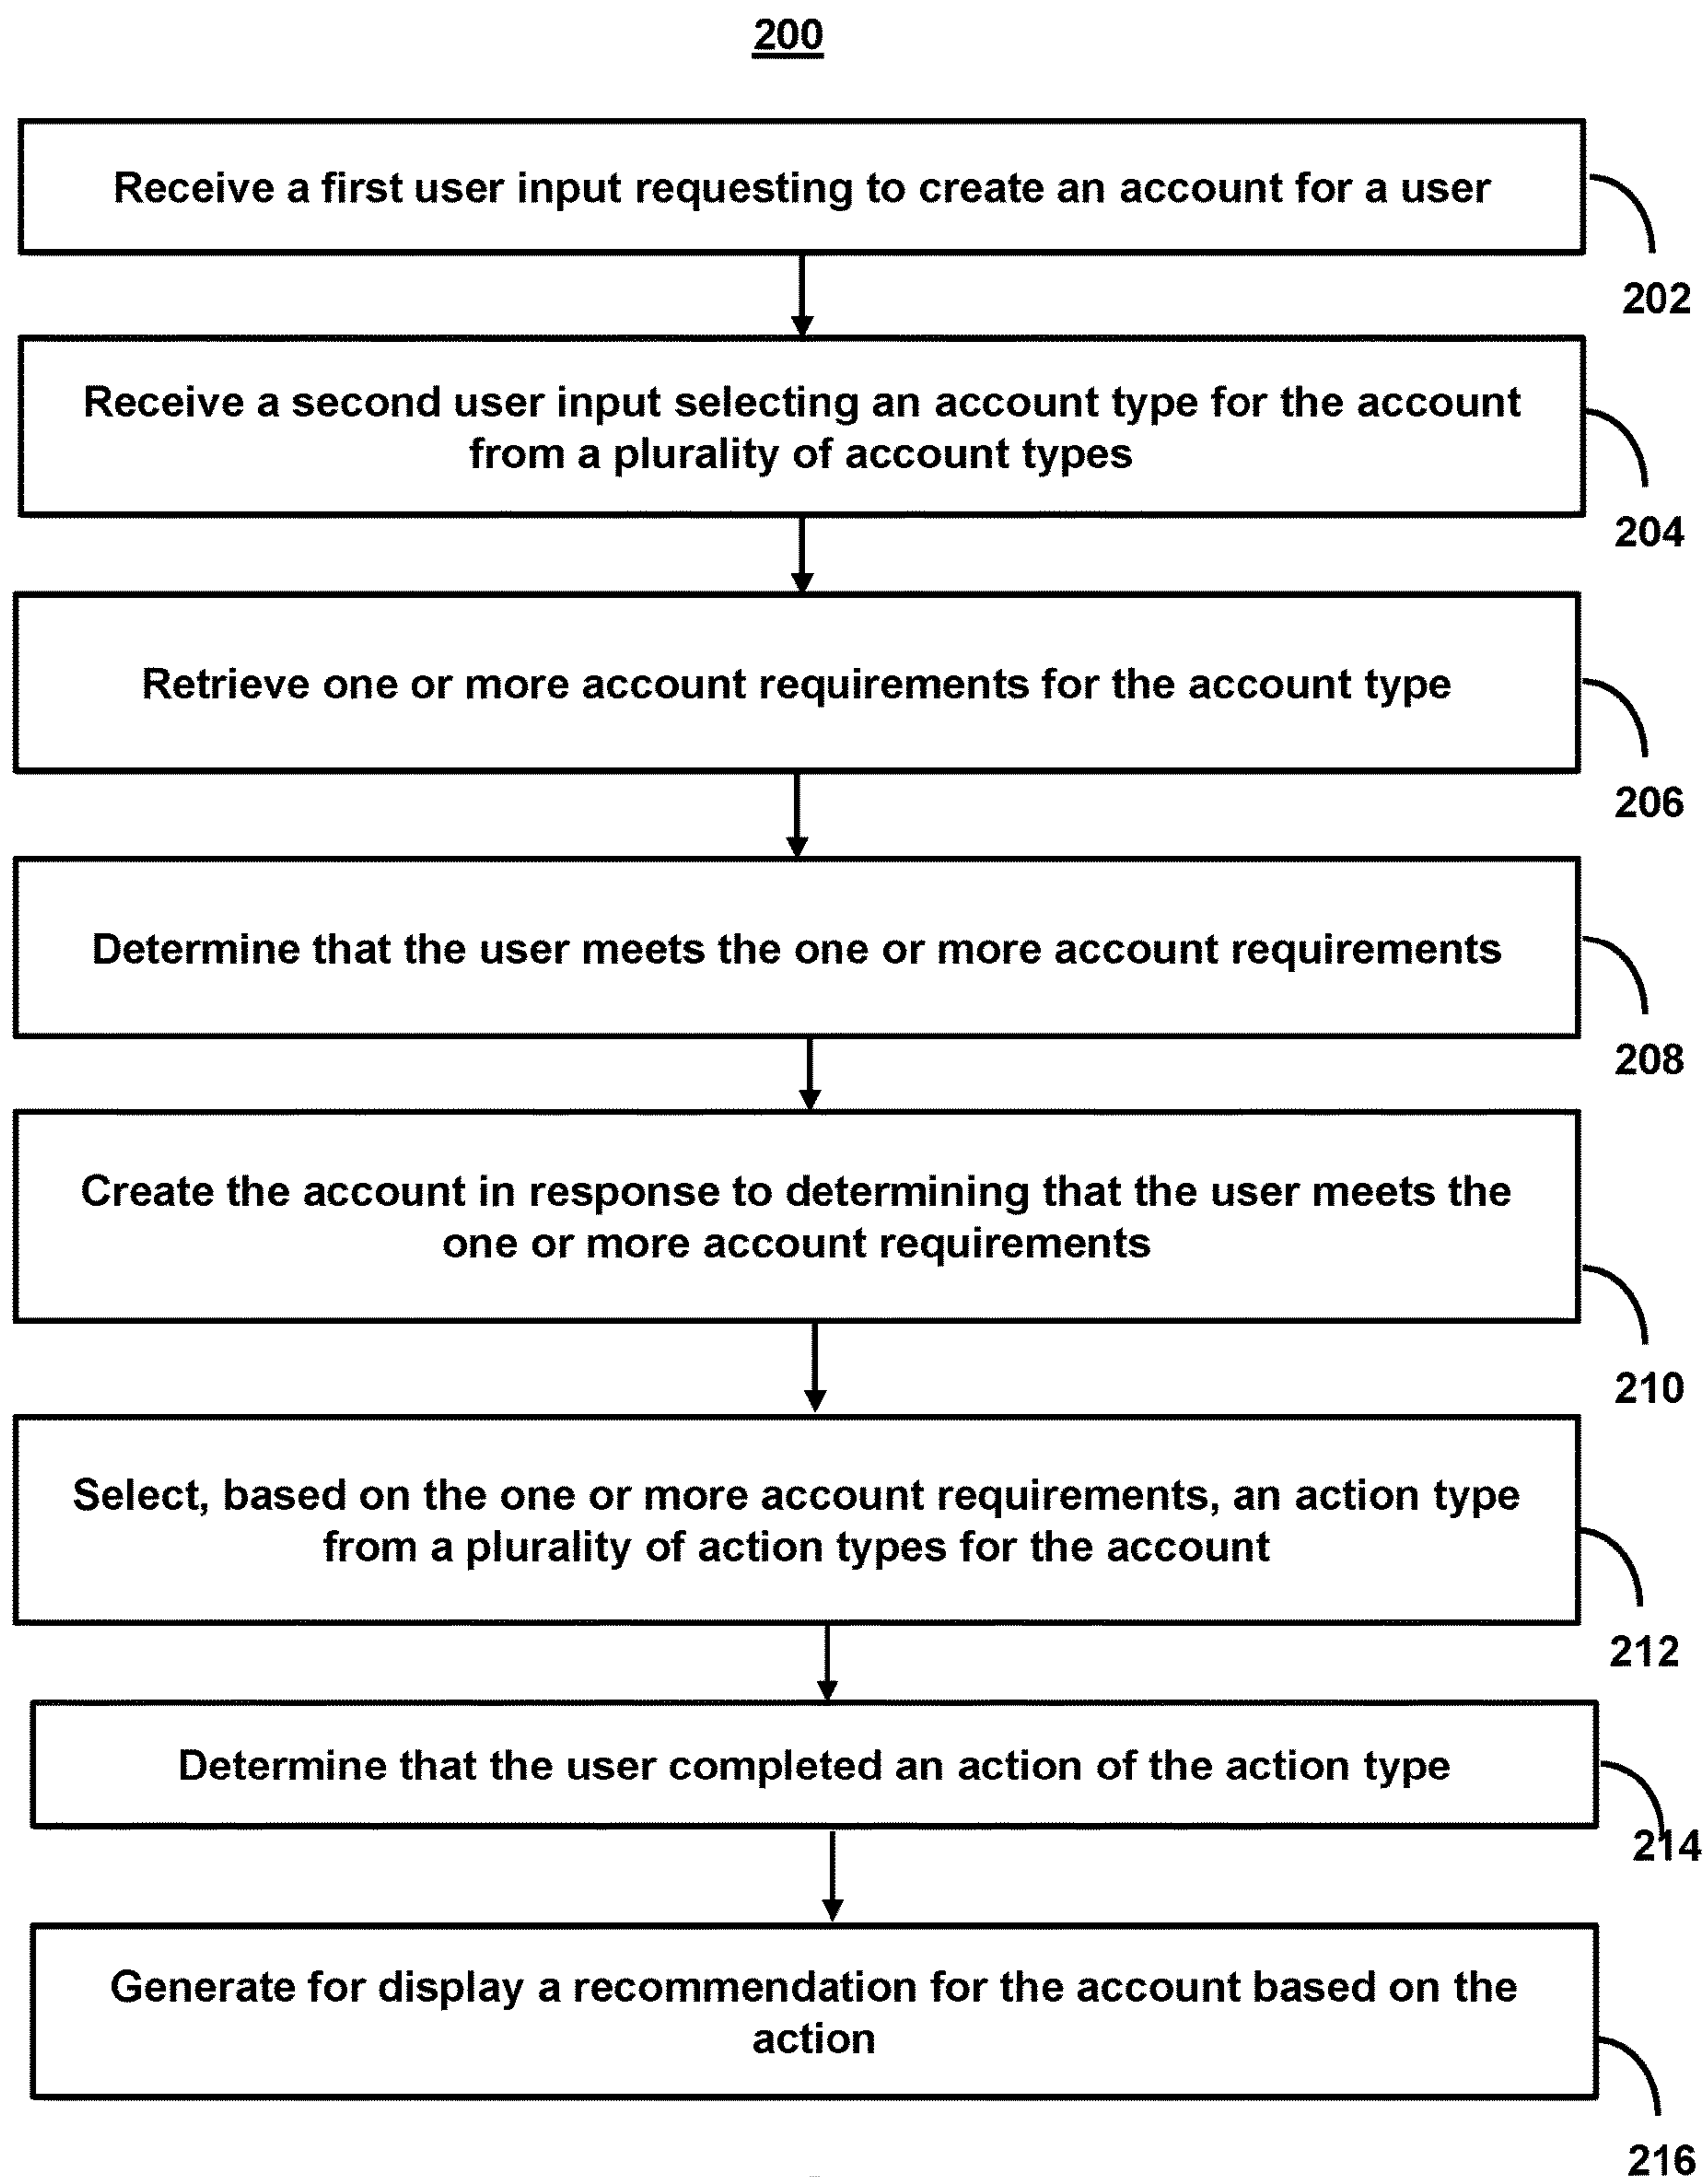 200
Receive a first user input requesting to create an account for a user
202
Receive a second user input selecting an account type for the account
from a plurality of account types
204
Retrieve one or more account requirements for the account type
206
Determine that the user meets the one or more account requirements
208
Create the account in response to determining that the user meets the
one or more account requirements
210
Select, based on the one or more account requirements, an action type
from a plurality of action types for the account
212
Determine that the user completed an action of the action type
214
Generate for display a recommendation for the account based on the
action
216